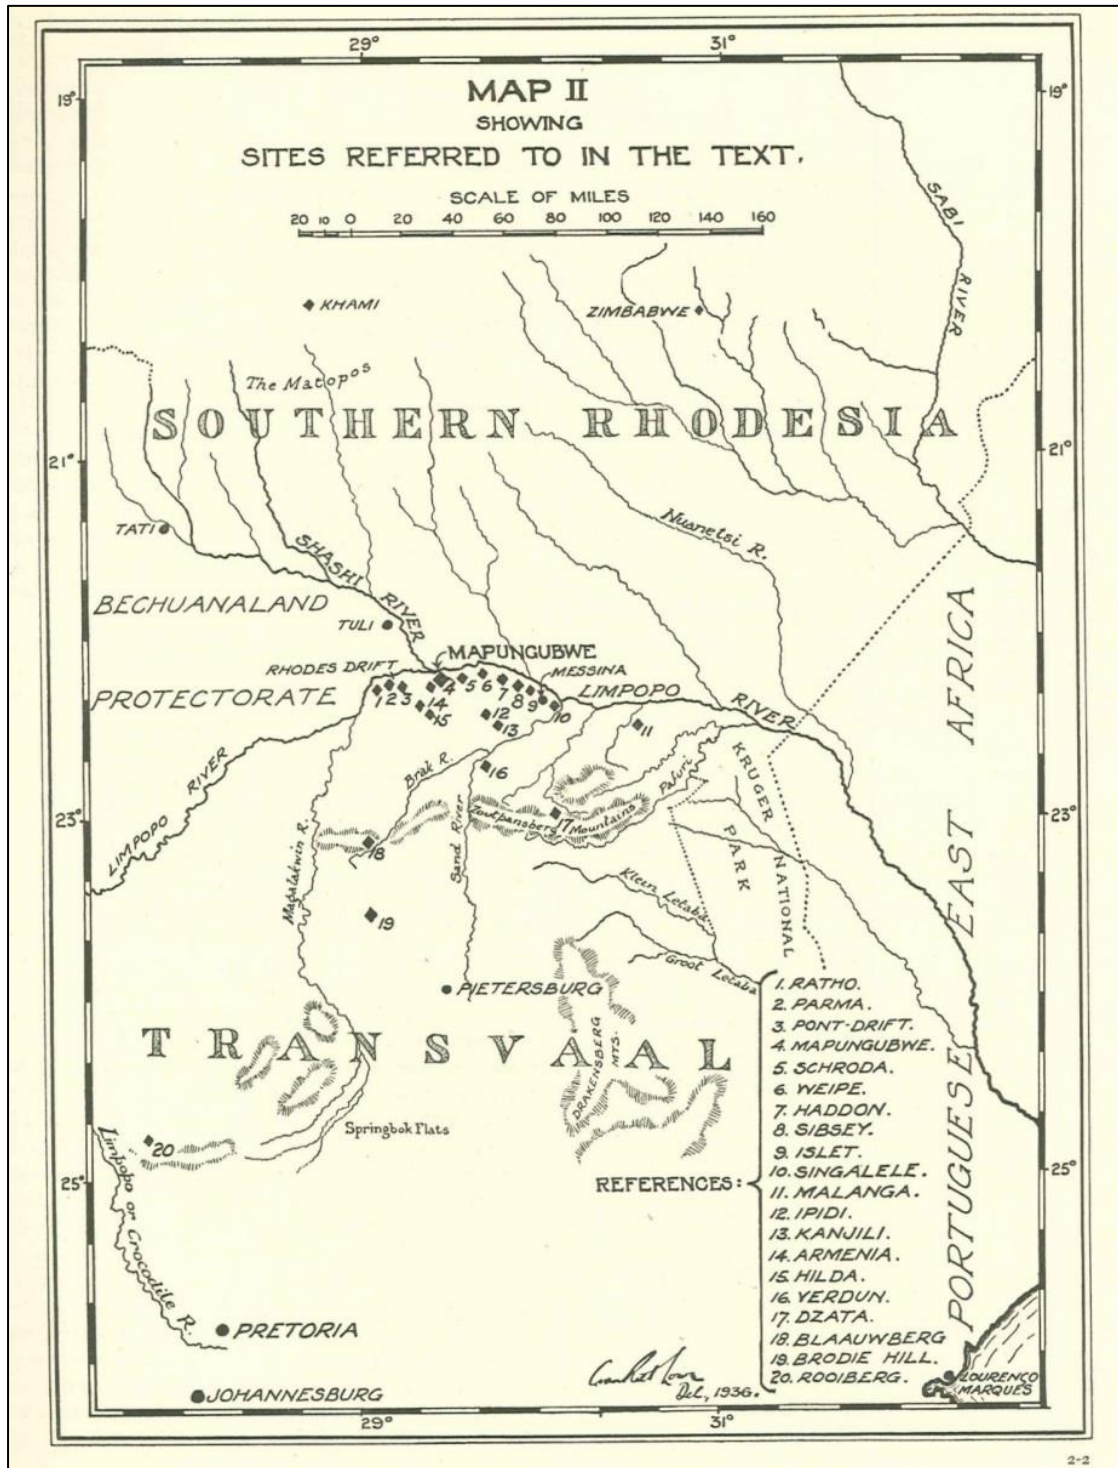 29° 31°
19° 19°
MAP II
SHOWING
SITES REFERRED TO IN THE TEXT.
SCALE OF MILES
20 10 0 20 40 60 80 100 120 140 160
SABI RIVER
KHAMI
ZIMBABWE
The Matopos
SOUTHERN RHODESIA
21° 21°
Nuanetsi R.
TATI
SHASHI RIVER
BECHUANALAND
TULI
MAPUNGUBWE
RHODES DRIFT
MESSINA
PROTECTORATE
LIMPOPO RIVER
1 2 3 4 5 6 7 8 9 10
14 15 12 13 11
16
Brak R.
LIMPOPO RIVER
Pafuri
KRUGER NATIONAL PARK
23° 23°
Zoutpansberg Mountains
17
18
Magalakwin R.
Sand River
Klein Letaba
19
Groot Letaba
PIETERSBURG
TRANSVAAL
DRAKENSBERG MTS.
PORTUGUESE EAST AFRICA
Springbok Flats
20
Limpopo or Crocodile R.
25° 25°
REFERENCES:
1. RATHO.
2. PARMA.
3. PONT-DRIFT.
4. MAPUNGUBWE.
5. SCHRODA.
6. WEIPE.
7. HADDON.
8. SIBSEY.
9. ISLET.
10. SINGALELE.
11. MALANGA.
12. IPIDI.
13. KANJILI.
14. ARMENIA.
15. HILDA.
16. VERDUN.
17. DZATA.
18. BLAAUWBERG
19. BRODIE HILL.
20. ROOIBERG.
PRETORIA
JOHANNESBURG
Del, 1936.
LOURENÇO
MARQUES
29° 31°
2-2